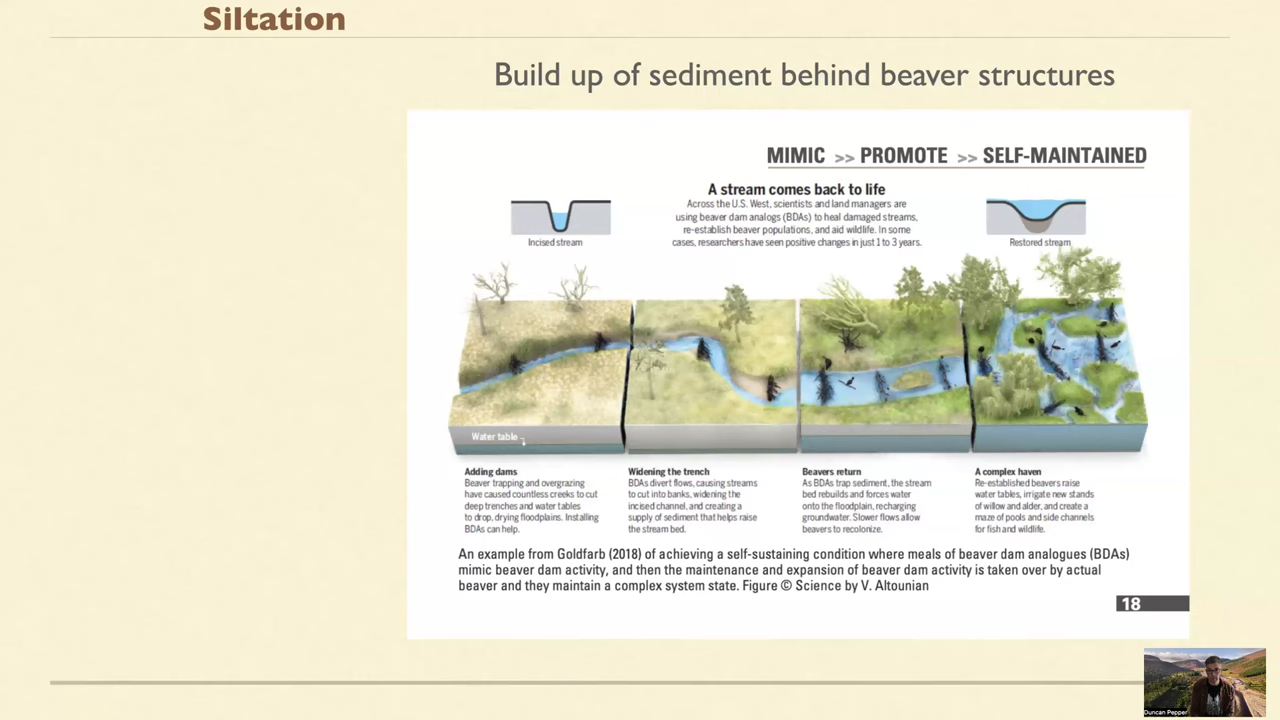 Siltation
Build up of sediment behind beaver structures
MIMIC >> PROMOTE >> SELF-MAINTAINED
A stream comes back to life
Across the U.S. West, scientists and land managers are
using beaver dam analogs (BDAs) to heal damaged streams,
re-establish beaver populations, and aid wildlife. In some
cases, researchers have seen positive changes in just 1 to 3 years.
Incised stream
Restored stream
Water table
Adding dams
Beaver trapping and overgrazing
have caused countless creeks to cut
deep trenches and water tables
to drop, drying floodplains. Installing
BDAs can help.
Widening the trench
BDAs divert flows, causing streams
to cut into banks, widening the
incised channel, and creating a
supply of sediment that helps raise
the stream bed.
Beavers return
As BDAs trap sediment, the stream
bed rebuilds and forces water
onto the floodplain, recharging
groundwater. Slower flows allow
beavers to recolonize.
A complex haven
Re-established beavers raise
water tables, irrigate new stands
of willow and alder, and create a
maze of pools and side channels
for fish and wildlife.
An example from Goldfarb (2018) of achieving a self-sustaining condition where meals of beaver dam analogues (BDAs)
mimic beaver dam activity, and then the maintenance and expansion of beaver dam activity is taken over by actual
beaver and they maintain a complex system state. Figure © Science by V. Altounian
18
Duncan Pepper